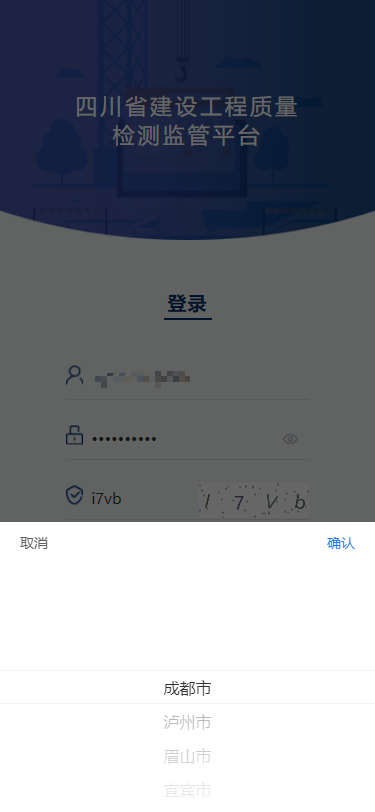 四川省建设工程质量
检测监管平台
登录
••••••••••
i7vb
i 7 v b
取消
确认
成都市
泸州市
眉山市
宜宾市